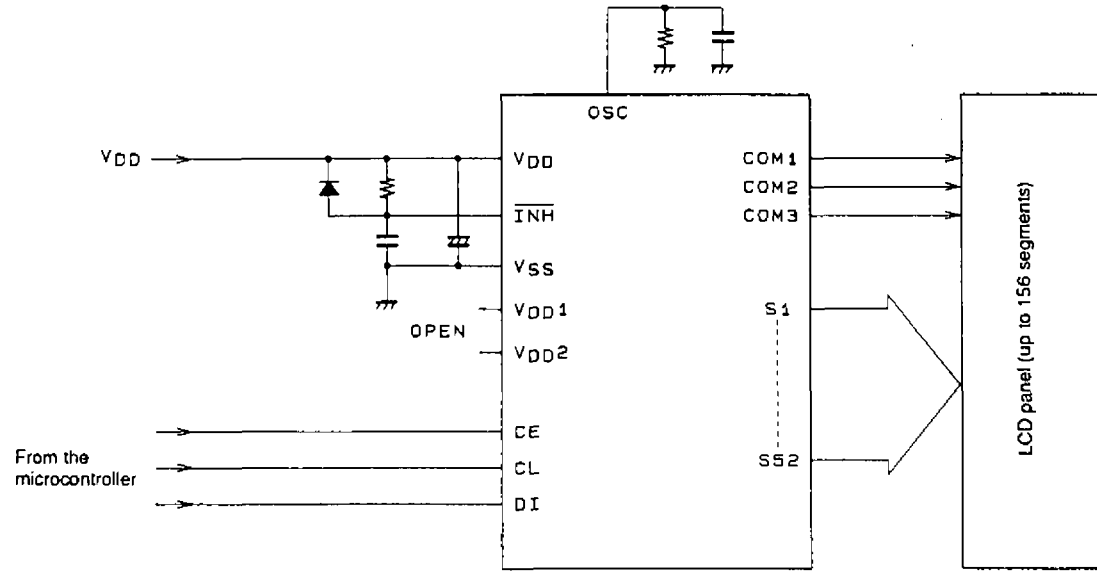 OSC
VDD
VDD
COM1
COM2
INH
COM3
VSS
VDD1
S1
OPEN
VDD2
LCD panel (up to 156 segments)
CE
From the
microcontroller
CL
S52
DI